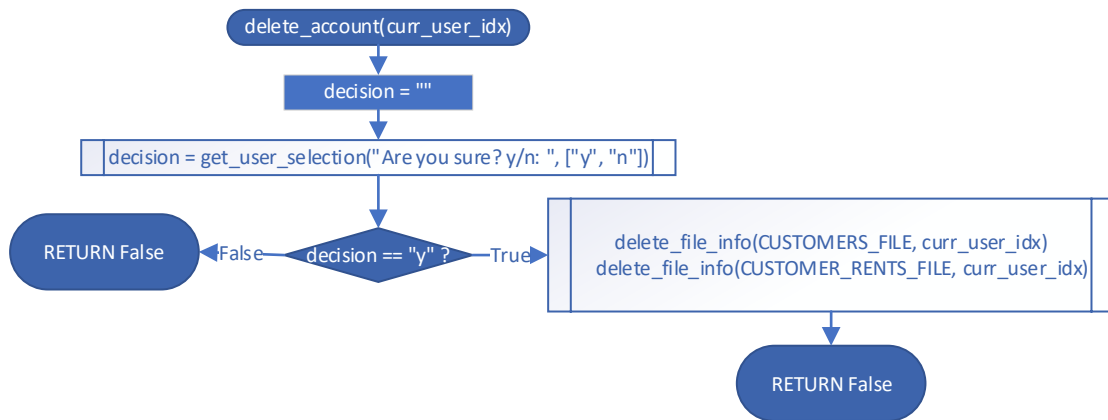 delete_account(curr_user_idx)
decision = ""
decision = get_user_selection("Are you sure? y/n: ", ["y", "n"])
RETURN False
False
decision == "y" ?
True
delete_file_info(CUSTOMERS_FILE, curr_user_idx)
delete_file_info(CUSTOMER_RENTS_FILE, curr_user_idx)
RETURN False